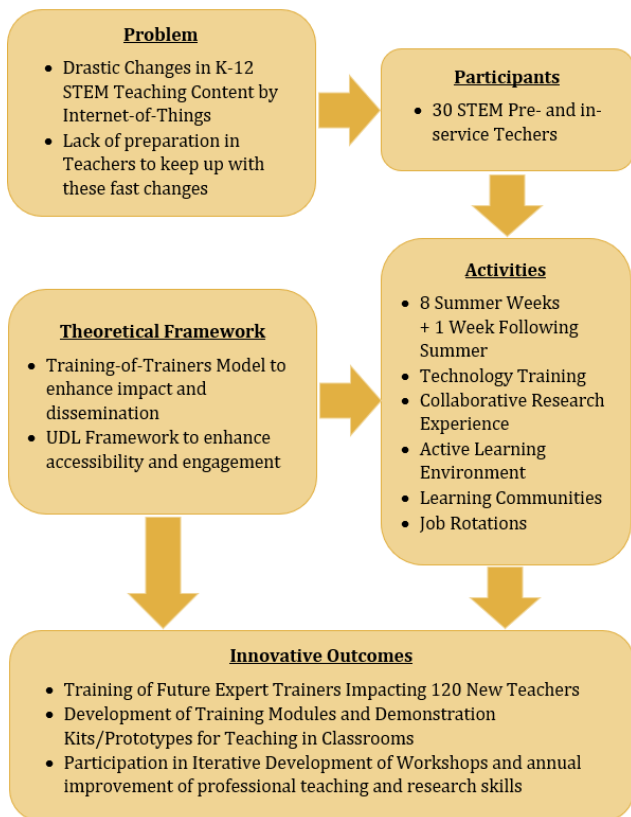 Problem
• Drastic Changes in K-12
STEM Teaching Content by
Internet-of-Things
• Lack of preparation in
Teachers to keep up with
these fast changes
Participants
• 30 STEM Pre- and in-
service Techers
Theoretical Framework
• Training-of-Trainers Model to
enhance impact and
dissemination
• UDL Framework to enhance
accessibility and engagement
Activities
• 8 Summer Weeks
+ 1 Week Following
Summer
• Technology Training
• Collaborative Research
Experience
• Active Learning
Environment
• Learning Communities
• Job Rotations
Innovative Outcomes
• Training of Future Expert Trainers Impacting 120 New Teachers
• Development of Training Modules and Demonstration
Kits/Prototypes for Teaching in Classrooms
• Participation in Iterative Development of Workshops and annual
improvement of professional teaching and research skills